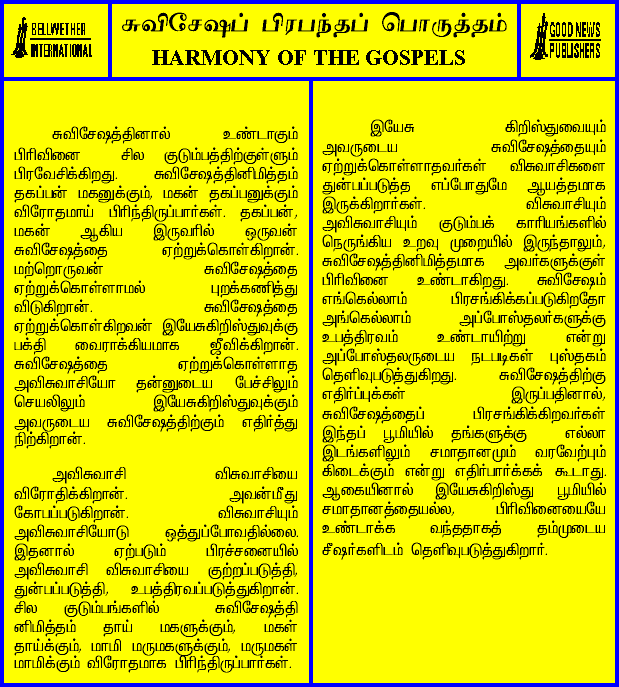 BELLWETHER
INTERNATIONAL
சுவிசேஷப் பிரபந்தப் பொருத்தம்
HARMONY OF THE GOSPELS
GOOD NEWS
PUBLISHERS
சுவிசேஷத்தினால் உண்டாகும்
பிரிவினை சில குடும்பத்திற்குள்ளும்
பிரவேசிக்கிறது. சுவிசேஷத்தினிமித்தம்
தகப்பன் மகனுக்கும், மகன் தகப்பனுக்கும்
விரோதமாய் பிரிந்திருப்பார்கள். தகப்பன்,
மகன் ஆகிய இருவரில் ஒருவன்
சுவிசேஷத்தை ஏற்றுக்கொள்கிறான்.
மற்றொருவன் சுவிசேஷத்தை
ஏற்றுக்கொள்ளாமல் புறக்கணித்து
விடுகிறான். சுவிசேஷத்தை
ஏற்றுக்கொள்கிறவன் இயேசுகிறிஸ்துவுக்கு
பக்தி வைராக்கியமாக ஜீவிக்கிறான்.
சுவிசேஷத்தை ஏற்றுக்கொள்ளாத
அவிசுவாசியோ தன்னுடைய பேச்சிலும்
செயலிலும் இயேசுகிறிஸ்துவுக்கும்
அவருடைய சுவிசேஷத்திற்கும் எதிர்த்து
நிற்கிறான்.
அவிசுவாசி விசுவாசியை
விரோதிக்கிறான். அவன்மீது
கோபப்படுகிறான். விசுவாசியும்
அவிசுவாசியோடு ஒத்துப்போவதில்லை.
இதனால் ஏற்படும் பிரச்சனையில்
அவிசுவாசி விசுவாசியை குற்றப்படுத்தி,
துன்பப்படுத்தி, உபத்திரவப்படுத்துகிறான்.
சில குடும்பங்களில் சுவிசேஷத்தி
னிமித்தம் தாய் மகளுக்கும், மகள்
தாய்க்கும், மாமி மருமகளுக்கும், மருமகள்
மாமிக்கும் விரோதமாக பிரிந்திருப்பார்கள்.
இயேசு கிறிஸ்துவையும்
அவருடைய சுவிசேஷத்தையும்
ஏற்றுக்கொள்ளாதவர்கள் விசுவாசிகளை
துன்பப்படுத்த எப்போதுமே ஆயத்தமாக
இருக்கிறார்கள். விசுவாசியும்
அவிசுவாசியும் குடும்பக் காரியங்களில்
நெருங்கிய உறவு முறையில் இருந்தாலும்,
சுவிசேஷத்தினிமித்தமாக அவர்களுக்குள்
பிரிவினை உண்டாகிறது. சுவிசேஷம்
எங்கெல்லாம் பிரசங்கிக்கப்படுகிறதோ
அங்கெல்லாம் அப்போஸ்தலர்களுக்கு
உபத்திரவம் உண்டாயிற்று என்று
அப்போஸ்தலருடைய நடபடிகள் புஸ்தகம்
தெளிவுபடுத்துகிறது. சுவிசேஷத்திற்கு
எதிர்ப்புக்கள் இருப்பதினால்,
சுவிசேஷத்தைப் பிரசங்கிக்கிறவர்கள்
இந்தப் பூமியில் தங்களுக்கு எல்லா
இடங்களிலும் சமாதானமும் வரவேற்பும்
கிடைக்கும் என்று எதிர்பார்க்கக் கூடாது.
ஆகையினால் இயேசுகிறிஸ்து பூமியில்
சமாதானத்தையல்ல, பிரிவினையையே
உண்டாக்க வந்ததாகத் தம்முடைய
சீஷர்களிடம் தெளிவுபடுத்துகிறார்.